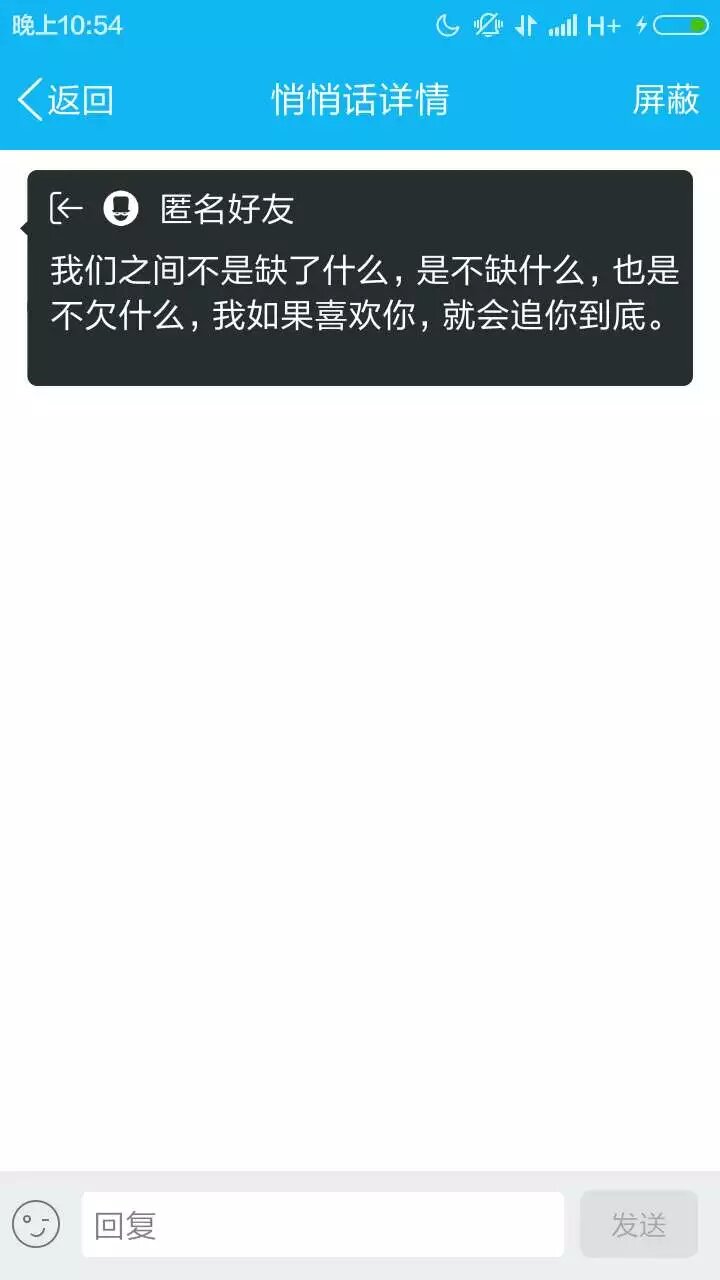 晚上10:54
H+
返回
悄悄话详情
屏蔽
匿名好友
我们之间不是缺了什么，是不缺什么，也是
不欠什么，我如果喜欢你，就会追你到底。
回复
发送